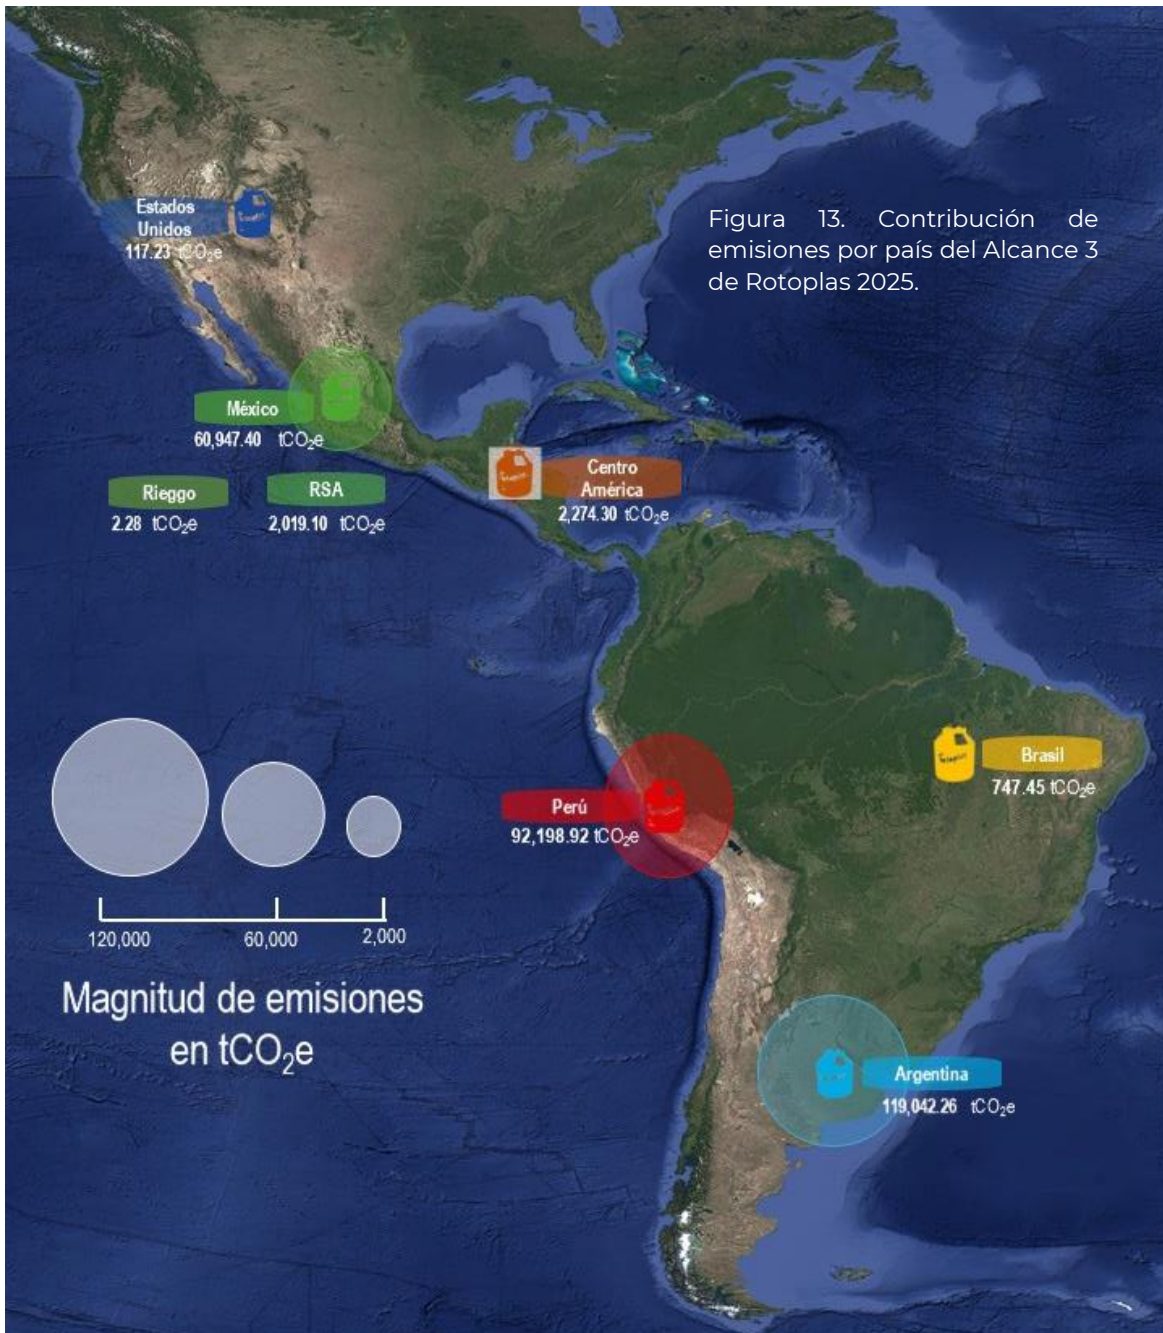 Estados
Unidos
117.23 tCO₂e
Figura 13. Contribución de
emisiones por país del Alcance 3
de Rotoplas 2025.
México
60,947.40 tCO₂e
Rieggo
2.28 tCO₂e
RSA
2,019.10 tCO₂e
Centro
América
2,274.30 tCO₂e
Brasil
747.45 tCO₂e
Perú
92,198.92 tCO₂e
120,000
60,000
2,000
Magnitud de emisiones
en tCO₂e
Argentina
119,042.26 tCO₂e